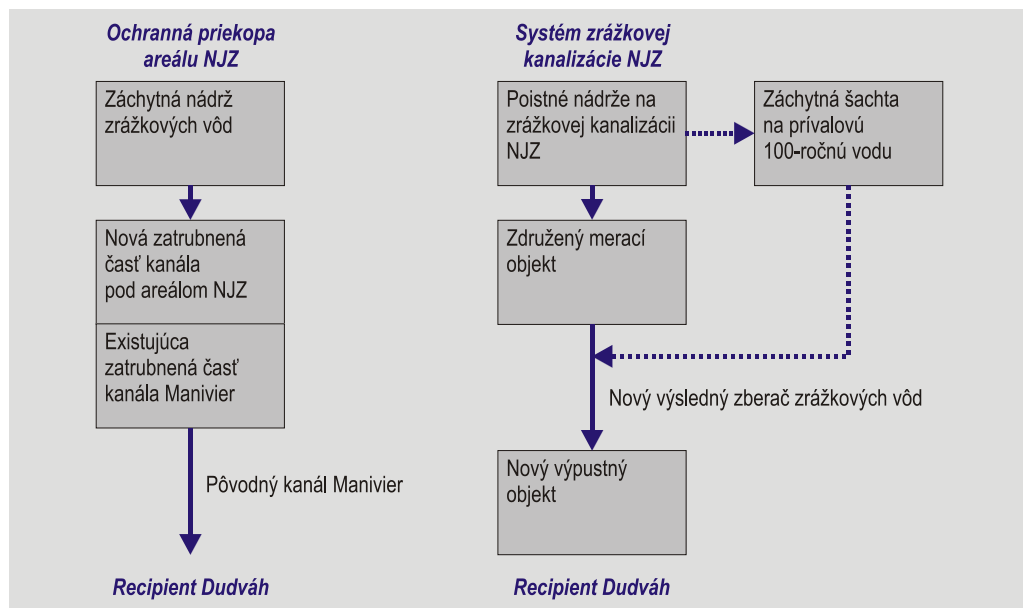 Ochranná priekopa
areálu NJZ
Záchytná nádrž
zrážkových vôd
Nová zatrubnená
časť kanála
pod areálom NJZ
Existujúca
zatrubnená časť
kanála Manivier
Pôvodný kanál Manivier
Recipient Dudváh
Systém zrážkovej
kanalizácie NJZ
Poistné nádrže na
zrážkovej kanalizácii
NJZ
Záchytná šachta
na prívalovú
100-ročnú vodu
Združený merací
objekt
Nový výsledný zberač zrážkových vôd
Nový výpustný
objekt
Recipient Dudváh